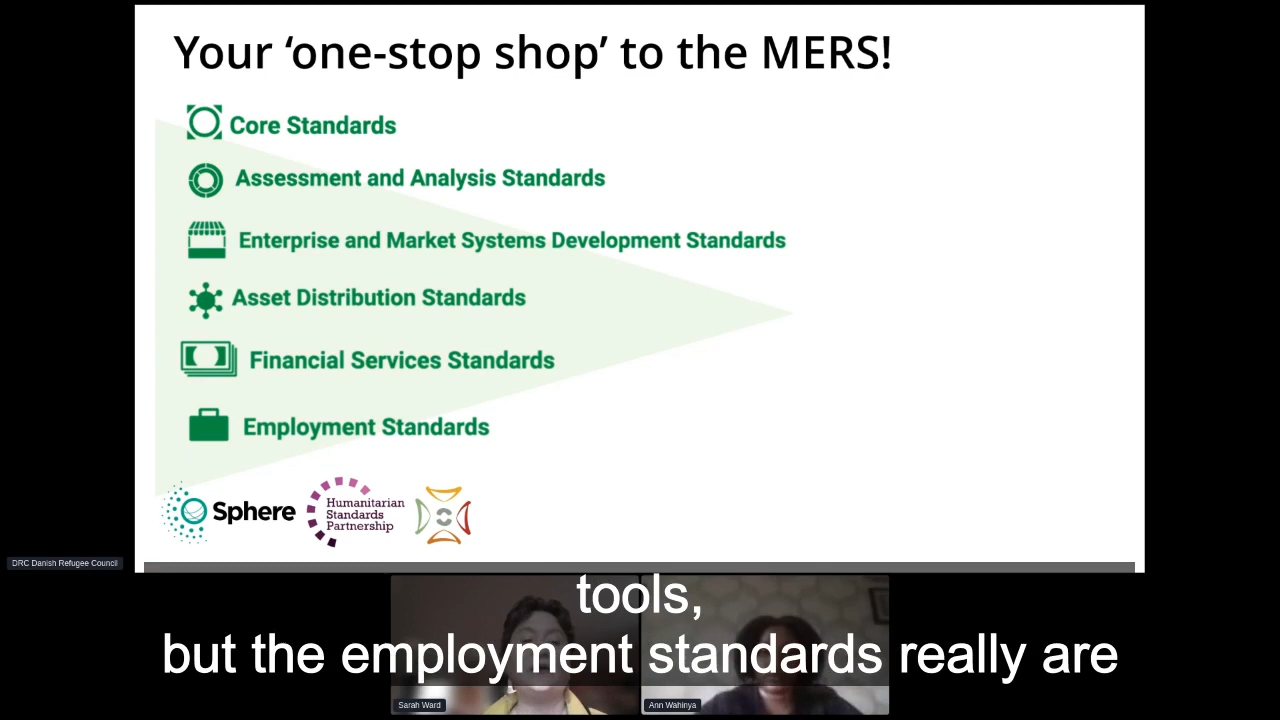 Your ‘one-stop shop’ to the MERS!
Core Standards
Assessment and Analysis Standards
Enterprise and Market Systems Development Standards
Asset Distribution Standards
Financial Services Standards
Employment Standards
Sphere
Humanitarian
Standards
Partnership
DRC Danish Refugee Council
tools,
but the employment standards really are
Sarah Ward
Ann Wahinya